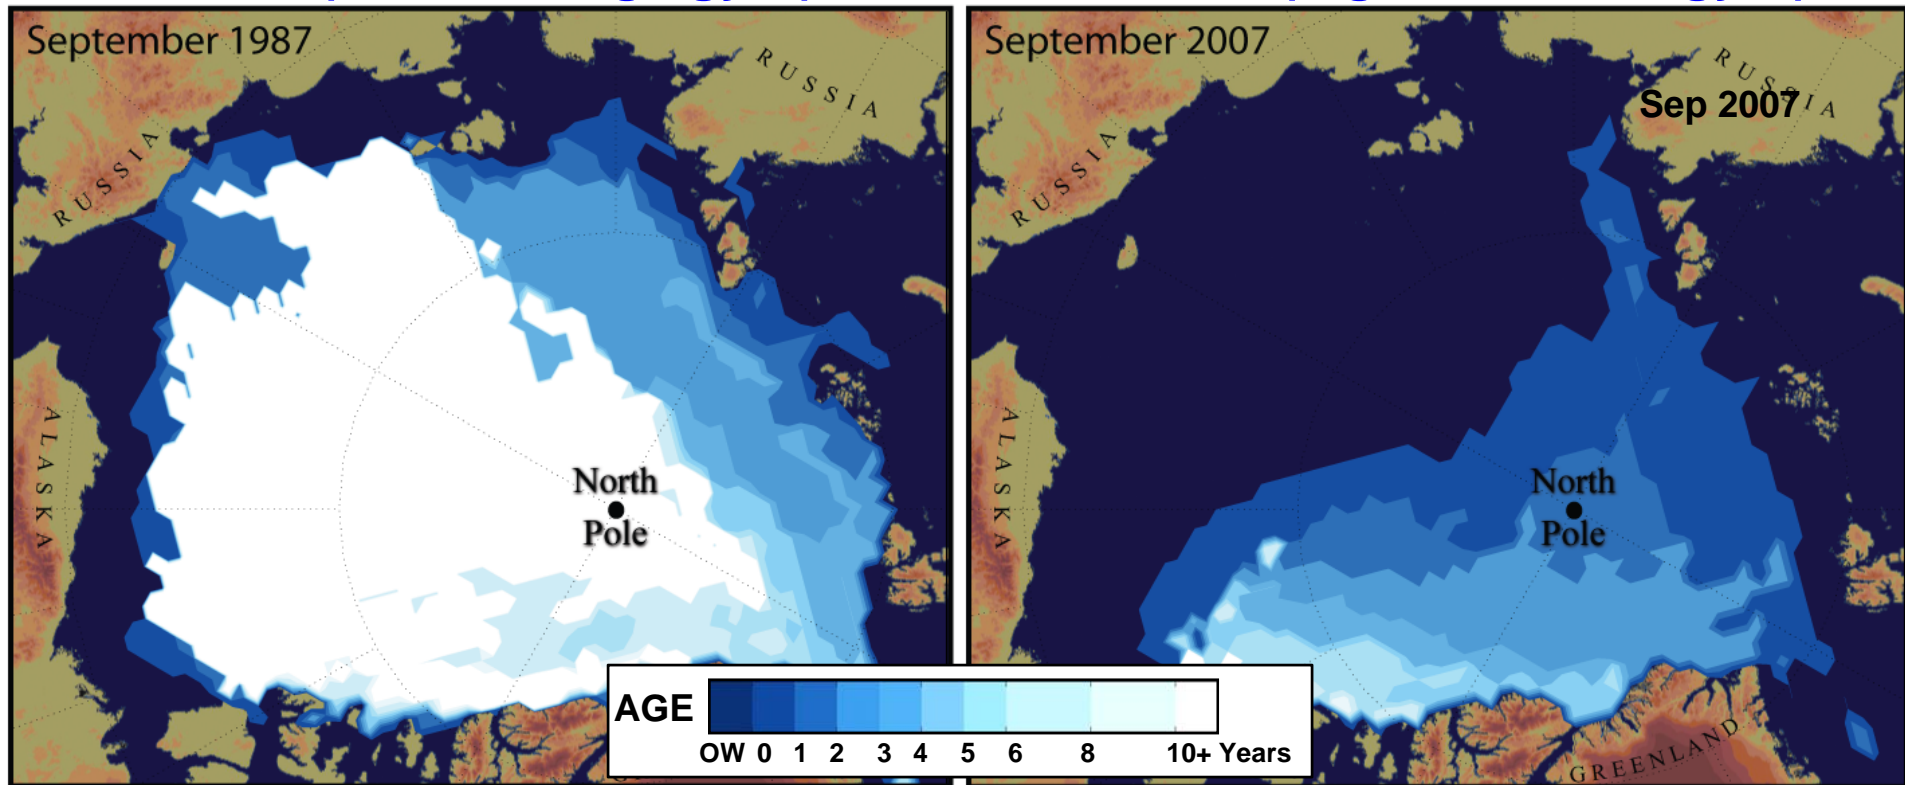 September 1987
RUSSIA
RUSSIA
ALASKA
North
Pole
September 2007
RUSSIA
Sep 2007
RUSSIA
ALASKA
North
Pole
GREENLAND
AGE
OW 0 1 2 3 4 5 6 8 10+ Years